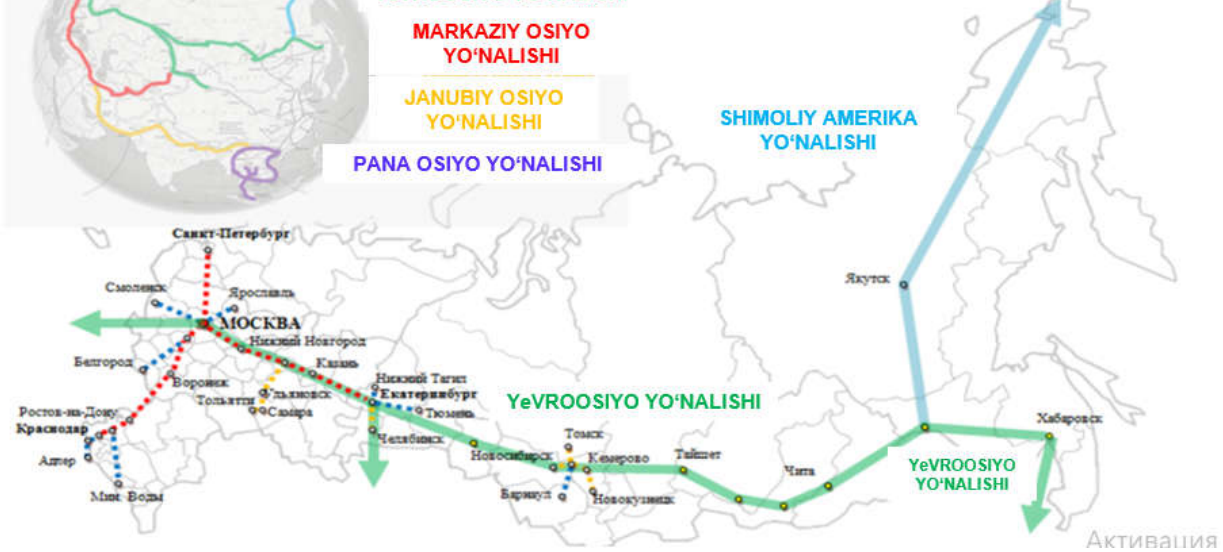 MARKAZIY OSIYO
YO‘NALISHI
JANUBIY OSIYO
YO‘NALISHI
PANA OSIYO YO‘NALISHI
SHIMOLIY AMERIKA
YO‘NALISHI
Санкт-Петербург
Смоленск
Ярославль
МОСКВА
Нижний Новгород
Белгород
Казань
Воронеж
Нижний Тагил
Екатеринбург
Ульяновск
Тольятти
Самара
Тюмень
Ростов-на-Дону
Краснодар
Челябинск
Адлер
Мин Воды
YeVROOSIYO YO‘NALISHI
Якутск
Томск
Новосибирск
Кемерово
Тайшет
Барнаул
Новокузнецк
Чита
Хабаровск
YeVROOSIYO
YO‘NALISHI
Активация